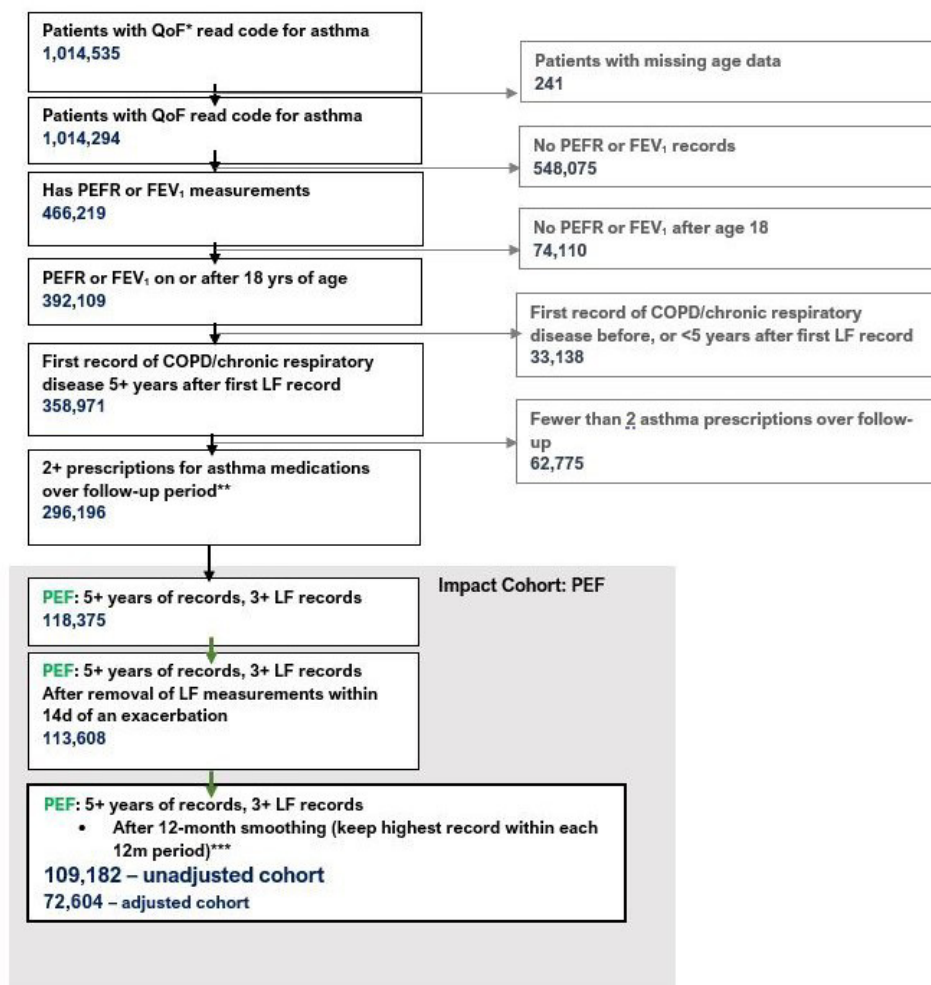 Patients with QoF* read code for asthma
1,014,535
Patients with missing age data
241
Patients with QoF read code for asthma
1,014,294
No PEFR or FEV₁ records
548,075
Has PEFR or FEV₁ measurements
466,219
No PEFR or FEV₁ after age 18
74,110
PEFR or FEV₁ on or after 18 yrs of age
392,109
First record of COPD/chronic respiratory
disease before, or <5 years after first LF record
33,138
First record of COPD/chronic respiratory
disease 5+ years after first LF record
358,971
Fewer than 2 asthma prescriptions over follow-
up
62,775
2+ prescriptions for asthma medications
over follow-up period**
296,196
Impact Cohort: PEF
PEF: 5+ years of records, 3+ LF records
118,375
PEF: 5+ years of records, 3+ LF records
After removal of LF measurements within
14d of an exacerbation
113,608
PEF: 5+ years of records, 3+ LF records
• After 12-month smoothing (keep highest record within each
12m period)***
109,182 – unadjusted cohort
72,604 – adjusted cohort